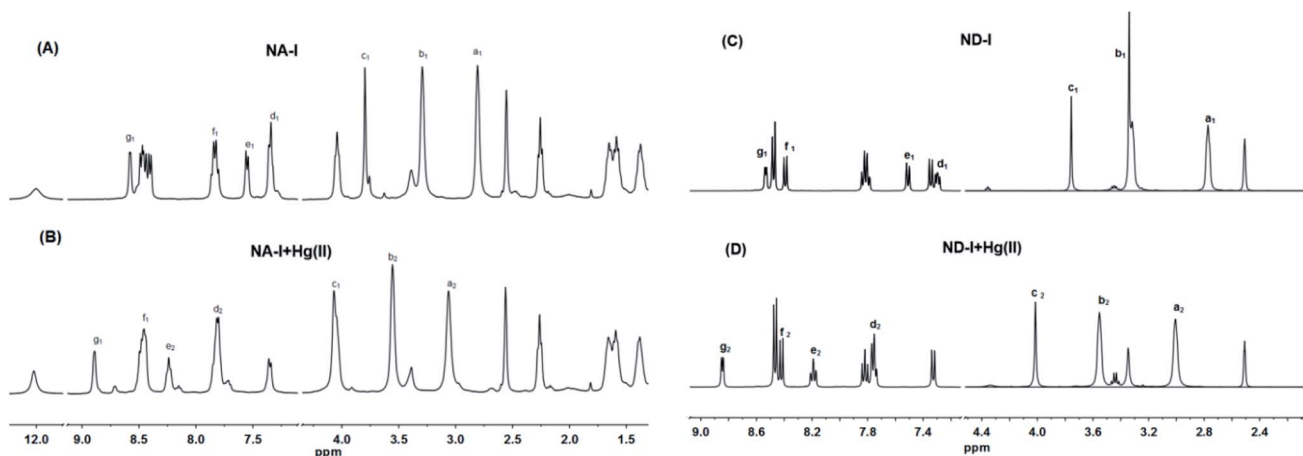 (A)
NA-I
g₁
f₁
e₁
d₁
c₁
b₁
a₁
(B)
NA-I+Hg(II)
g₁
f₁
e₂
d₂
c₁
b₂
a₂
12.0 9.0 8.5 8.0 7.5 4.0 3.5 3.0 2.5 2.0 1.5
ppm
(C)
ND-I
g₁
f₁
e₁
d₁
c₁
b₁
a₁
(D)
ND-I+Hg(II)
g₂
f₂
e₂
d₂
c₂
b₂
a₂
9.0 8.6 8.2 7.8 7.4 4.4 4.0 3.6 3.2 2.8 2.4
ppm